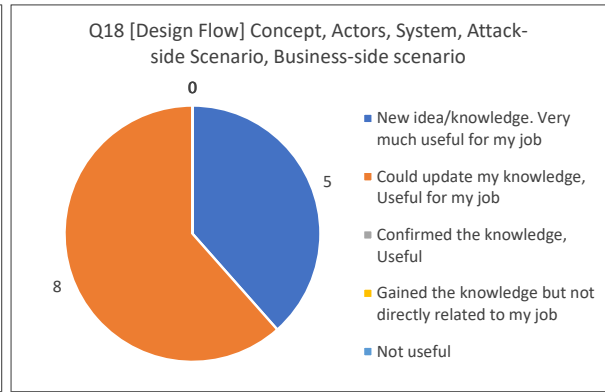 Q18 [Design Flow] Concept, Actors, System, Attack-
side Scenario, Business-side scenario
0
5
8
New idea/knowledge. Very
much useful for my job
Could update my knowledge,
Useful for my job
Confirmed the knowledge,
Useful
Gained the knowledge but not
directly related to my job
Not useful